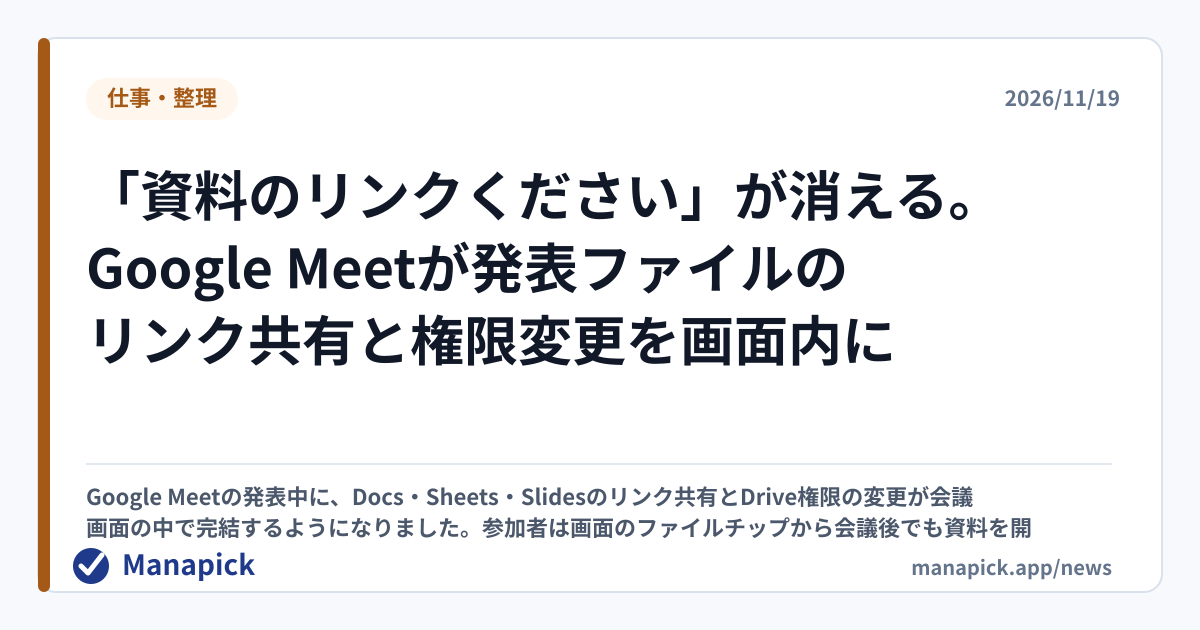 仕事・整理
2026/11/19
「資料のリンクください」が消える。
Google Meetが発表ファイルの
リンク共有と権限変更を画面内に
Google Meetの発表中に、Docs・Sheets・Slidesのリンク共有とDrive権限の変更が会議
画面の中で完結するようになりました。参加者は画面のファイルチップから会議後でも資料を開
Manapick
manapick.app/news